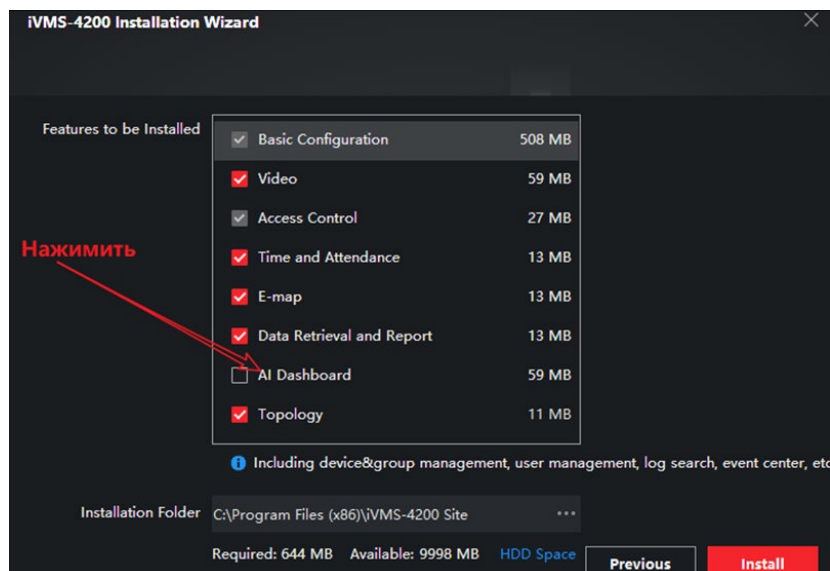 iVMS-4200 Installation Wizard
Features to be Installed
Basic Configuration 508 MB
Video 59 MB
Access Control 27 MB
Нажимить
Time and Attendance 13 MB
E-map 13 MB
Data Retrieval and Report 13 MB
AI Dashboard 59 MB
Topology 11 MB
Including device&group management, user management, log search, event center, etc
Installation Folder C:\Program Files (x86)\iVMS-4200 Site ...
Required: 644 MB Available: 9998 MB HDD Space
Previous Install